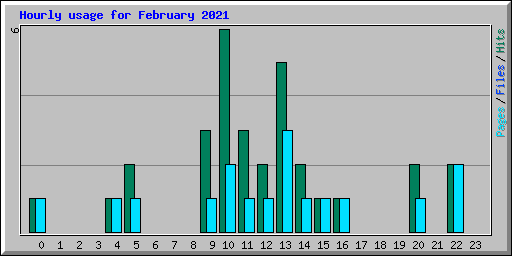 Hourly usage for February 2021
6
Pages/Files/Hits
0 1 2 3 4 5 6 7 8 9 10 11 12 13 14 15 16 17 18 19 20 21 22 23